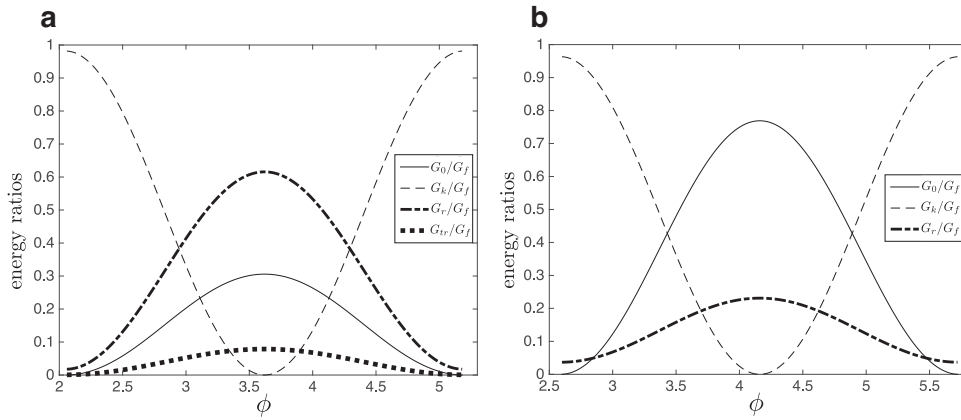 a
energy ratios
1
0.9
0.8
0.7
0.6
0.5
0.4
0.3
0.2
0.1
0
2 2.5 3 3.5 4 4.5 5
ϕ
G_0/G_f
G_k/G_f
G_r/G_f
G_tr/G_f
b
energy ratios
1
0.9
0.8
0.7
0.6
0.5
0.4
0.3
0.2
0.1
0
2.5 3 3.5 4 4.5 5 5.5
ϕ
G_0/G_f
G_k/G_f
G_r/G_f